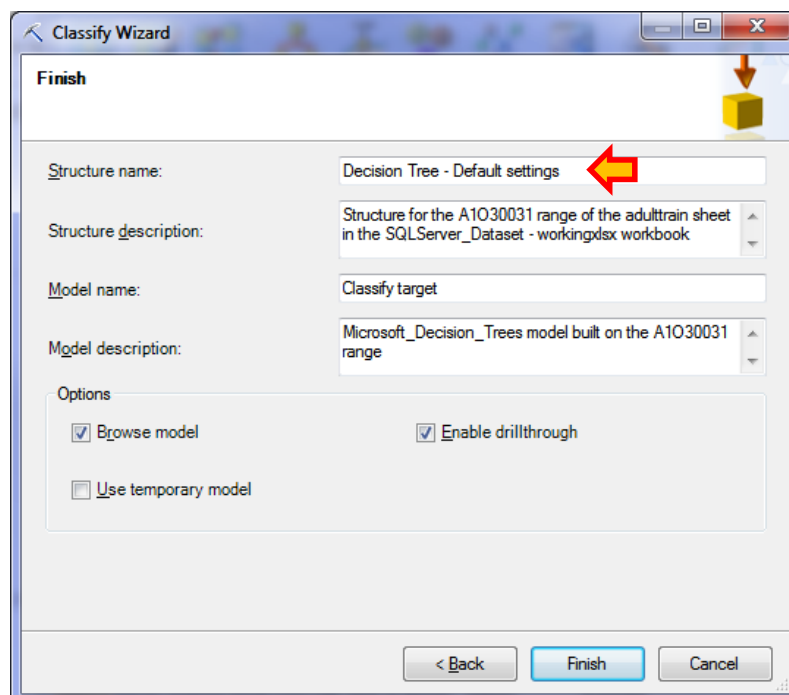 Classify Wizard
Finish
Structure name:
Decision Tree - Default settings
Structure description:
Structure for the A1O30031 range of the adulttrain sheet
in the SQLServer_Dataset - workingxlsx workbook
Model name:
Classify target
Model description:
Microsoft_Decision_Trees model built on the A1O30031
range
Options
Browse model
Enable drillthrough
Use temporary model
< Back
Finish
Cancel